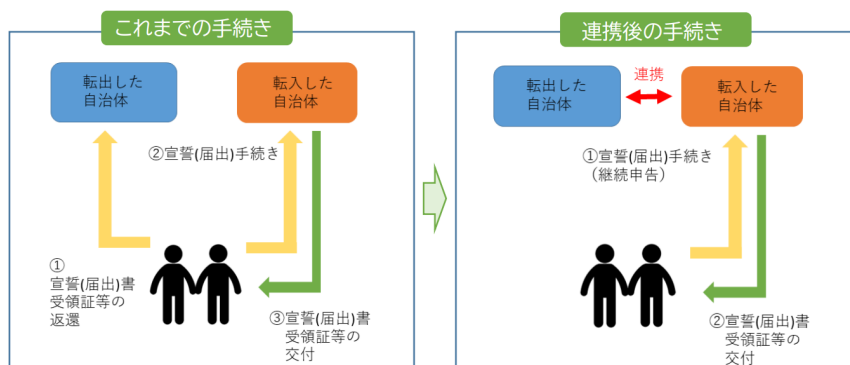 これまでの手続き
転出した
自治体
転入した
自治体
②宣誓(届出)手続き
①
宣誓(届出)書
受領証等の
返還
③宣誓(届出)書
受領証等の
交付
連携後の手続き
転出した
自治体
連携
転入した
自治体
①宣誓(届出)手続き
（継続申告）
②宣誓(届出)書
受領証等の
交付